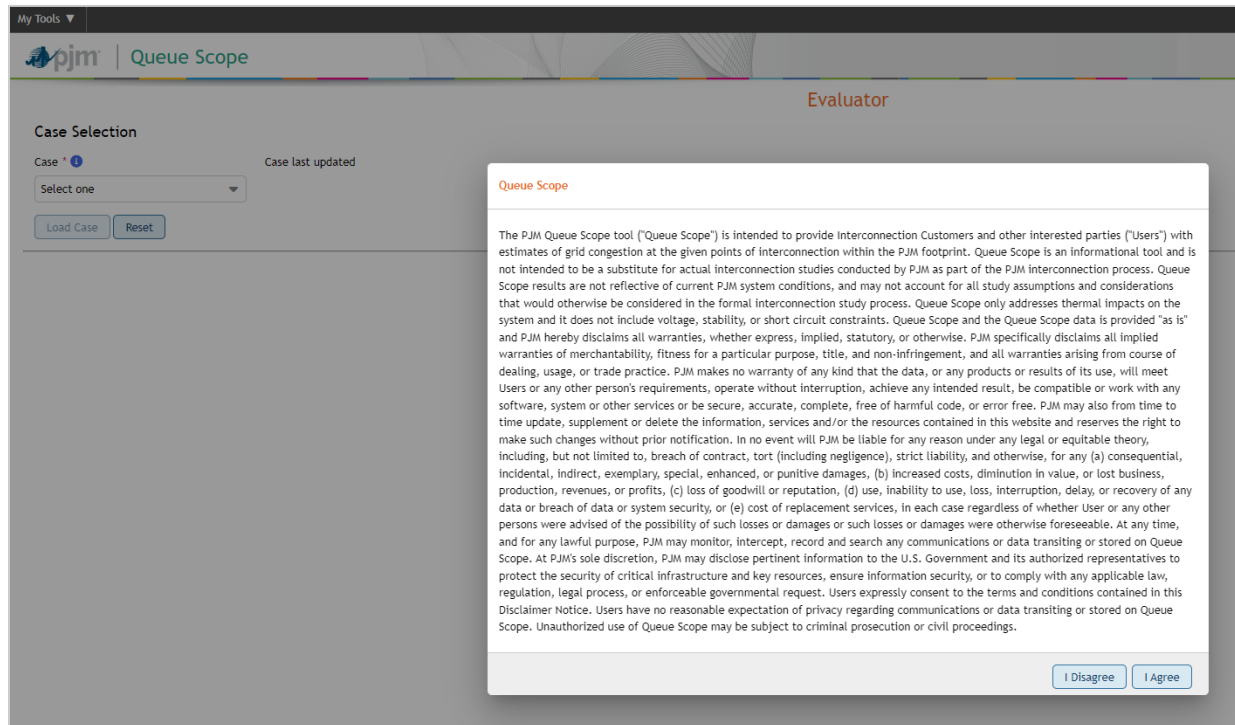 My Tools ▼
pjm | Queue Scope
Evaluator
Case Selection
Case * i
Case last updated
Select one
Load Case
Reset
Queue Scope
The PJM Queue Scope tool ("Queue Scope") is intended to provide Interconnection Customers and other interested parties ("Users") with
estimates of grid congestion at the given points of interconnection within the PJM footprint. Queue Scope is an informational tool and is
not intended to be a substitute for actual interconnection studies conducted by PJM as part of the PJM interconnection process. Queue
Scope results are not reflective of current PJM system conditions, and may not account for all study assumptions and considerations
that would otherwise be considered in the formal interconnection study process. Queue Scope only addresses thermal impacts on the
system and it does not include voltage, stability, or short circuit constraints. Queue Scope and the Queue Scope data is provided "as is"
and PJM hereby disclaims all warranties, whether express, implied, statutory, or otherwise. PJM specifically disclaims all implied
warranties of merchantability, fitness for a particular purpose, title, and non-infringement, and all warranties arising from course of
dealing, usage, or trade practice. PJM makes no warranty of any kind that the data, or any products or results of its use, will meet
Users or any other person's requirements, operate without interruption, achieve any intended result, be compatible or work with any
software, system or other services or be secure, accurate, complete, free of harmful code, or error free. PJM may also from time to
time update, supplement or delete the information, services and/or the resources contained in this website and reserves the right to
make such changes without prior notification. In no event will PJM be liable for any reason under any legal or equitable theory,
including, but not limited to, breach of contract, tort (including negligence), strict liability, and otherwise, for any (a) consequential,
incidental, indirect, exemplary, special, enhanced, or punitive damages, (b) increased costs, diminution in value, or lost business,
production, revenues, or profits, (c) loss of goodwill or reputation, (d) use, inability to use, loss, interruption, delay, or recovery of any
data or breach of data or system security, or (e) cost of replacement services, in each case regardless of whether User or any other
persons were advised of the possibility of such losses or damages or such losses or damages were otherwise foreseeable. At any time,
and for any lawful purpose, PJM may monitor, intercept, record and search any communications or data transiting or stored on Queue
Scope. At PJM's sole discretion, PJM may disclose pertinent information to the U.S. Government and its authorized representatives to
protect the security of critical infrastructure and key resources, ensure information security, or to comply with any applicable law,
regulation, legal process, or enforceable governmental request. Users expressly consent to the terms and conditions contained in this
Disclaimer Notice. Users have no reasonable expectation of privacy regarding communications or data transiting or stored on Queue
Scope. Unauthorized use of Queue Scope may be subject to criminal prosecution or civil proceedings.
I Disagree
I Agree